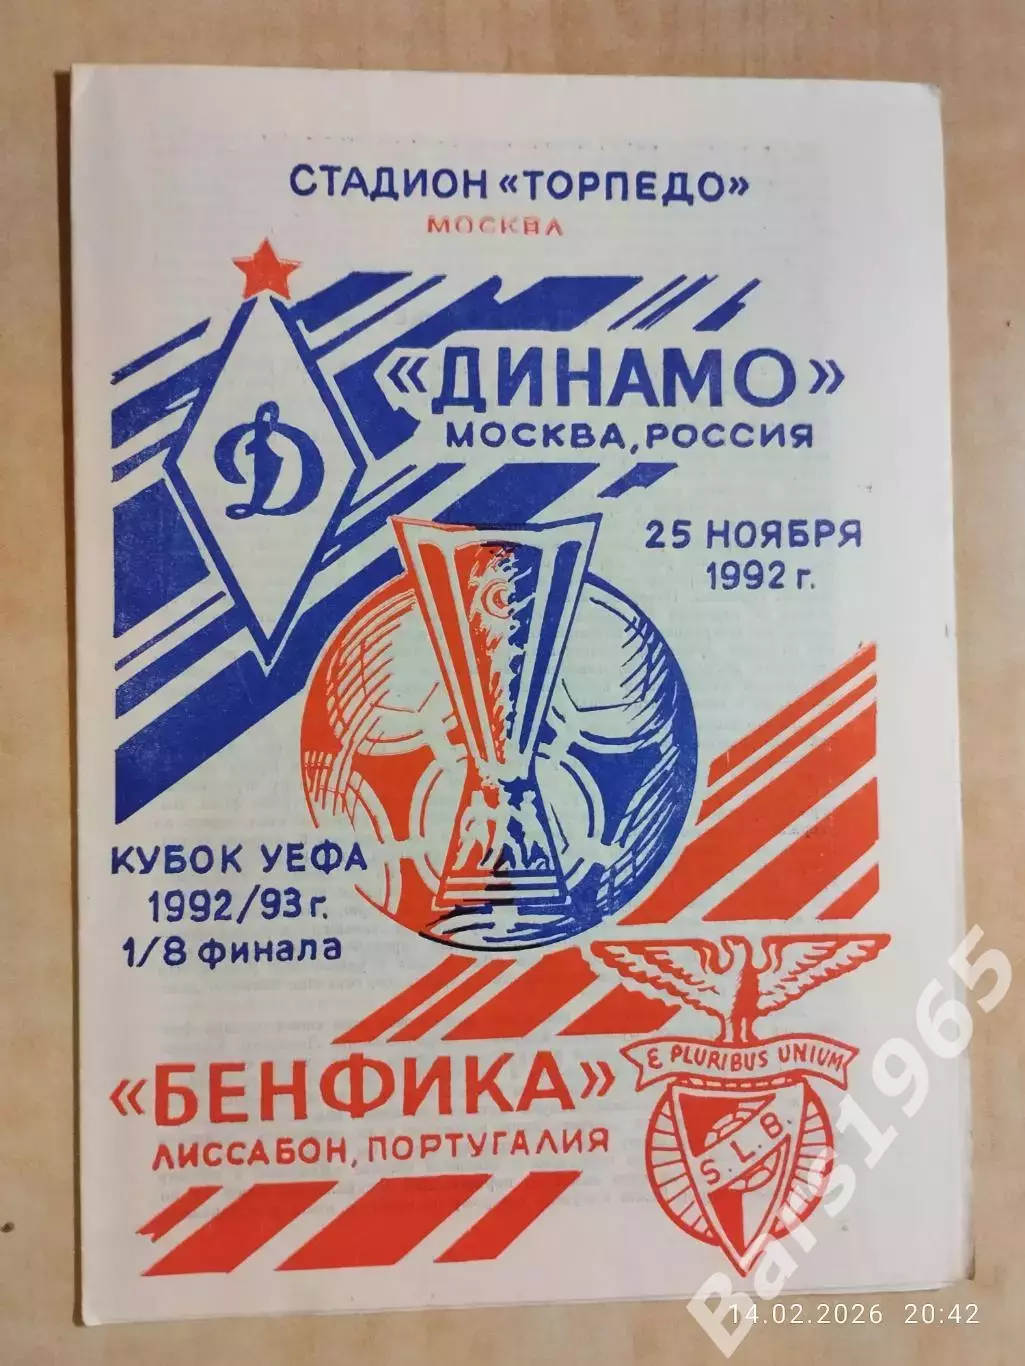 СТАДИОН «ТОРПЕДО»
МОСКВА
Д
«ДИНАМО»
МОСКВА, РОССИЯ
25 НОЯБРЯ
1992 г.
КУБОК УЕФА
1992/93 г.
1/8 финала
E PLURIBUS UNIUM
«БЕНФИКА»
ЛИССАБОН, ПОРТУГАЛИЯ
S. L. B.
Bars1965
14.02.2026 20:42